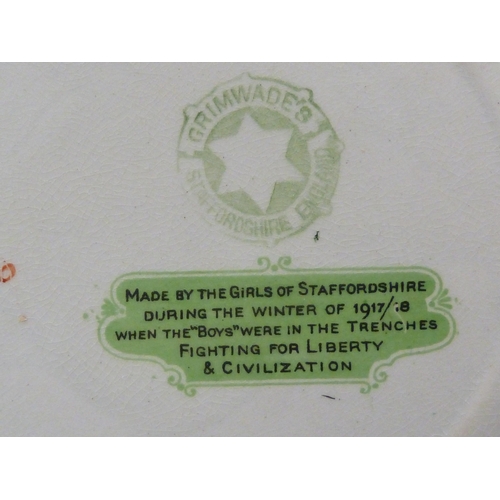 GRIMWADE'S
STAFFORDSHIRE ENGLAND
MADE BY THE GIRLS OF STAFFORDSHIRE
DURING THE WINTER OF 1917/18
WHEN THE "BOYS" WERE IN THE TRENCHES
FIGHTING FOR LIBERTY
& CIVILIZATION